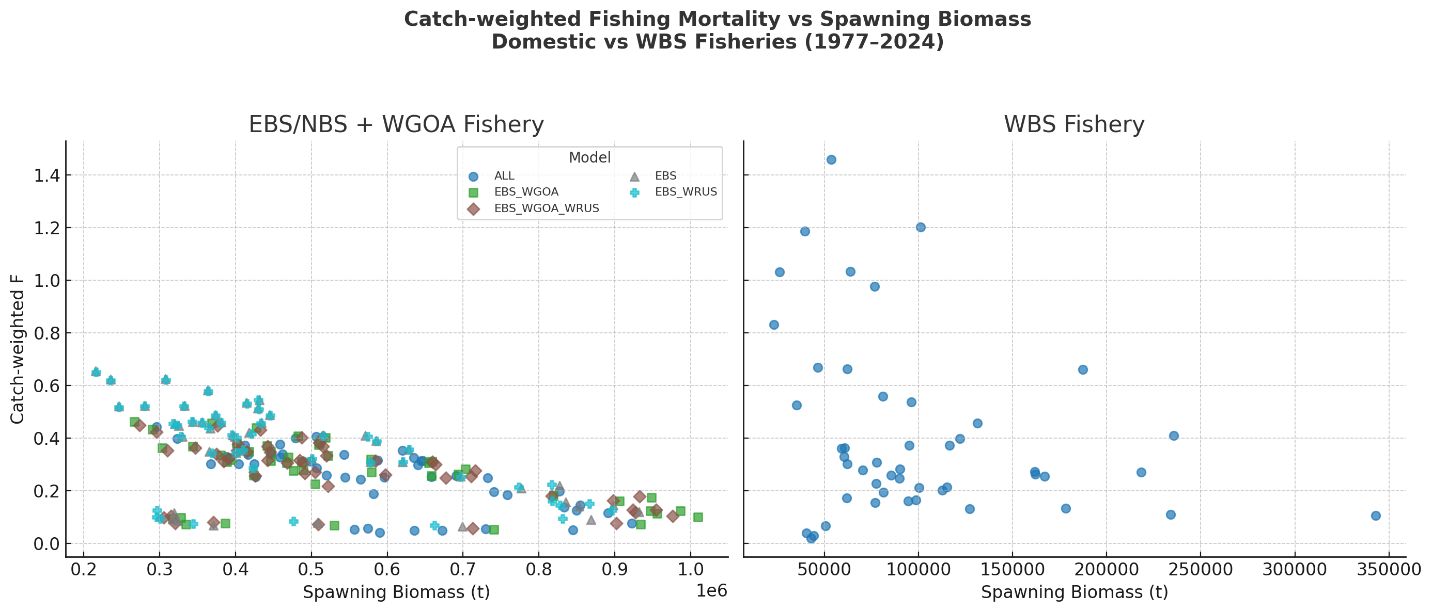 Catch-weighted Fishing Mortality vs Spawning Biomass
Domestic vs WBS Fisheries (1977–2024)
EBS/NBS + WGOA Fishery
WBS Fishery
Catch-weighted F
1.4
1.2
1.0
0.8
0.6
0.4
0.2
0.0
Model
ALL
EBS_WGOA
EBS_WGOA_WRUS
EBS
EBS_WRUS
0.2 0.3 0.4 0.5 0.6 0.7 0.8 0.9 1.0
1e6
Spawning Biomass (t)
50000 100000 150000 200000 250000 300000 350000
Spawning Biomass (t)